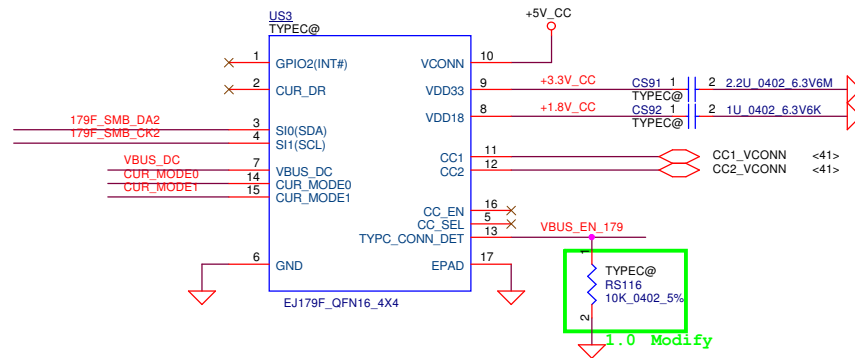 US3
TYPEC@
+5V_CC
1 GPIO2(INT#) VCONN 10
2 CUR_DR VDD33 9 +3.3V_CC CS91 1 2 2.2U_0402_6.3V6M
TYPEC@
VDD18 8 +1.8V_CC CS92 1 2 1U_0402_6.3V6K
TYPEC@
179F_SMB_DA2 3 SI0(SDA)
179F_SMB_CK2 4 SI1(SCL)
CC1 11 CC1_VCONN <41>
VBUS_DC 7 VBUS_DC CC2 12 CC2_VCONN <41>
CUR_MODE0 14 CUR_MODE0
CUR_MODE1 15 CUR_MODE1
CC_EN 16
CC_SEL 5
TYPC_CONN_DET 13 VBUS_EN_179
6 GND EPAD 17
1
TYPEC@
RS116
10K_0402_5%
2
EJ179F_QFN16_4X4
1.0 Modify